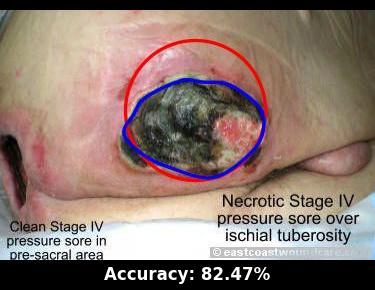 Necrotic Stage IV
pressure sore over
ischial tuberosity
Clean Stage IV
pressure sore in
pre-sacral area
© eastcoastwoundcare.com
Accuracy: 82.47%